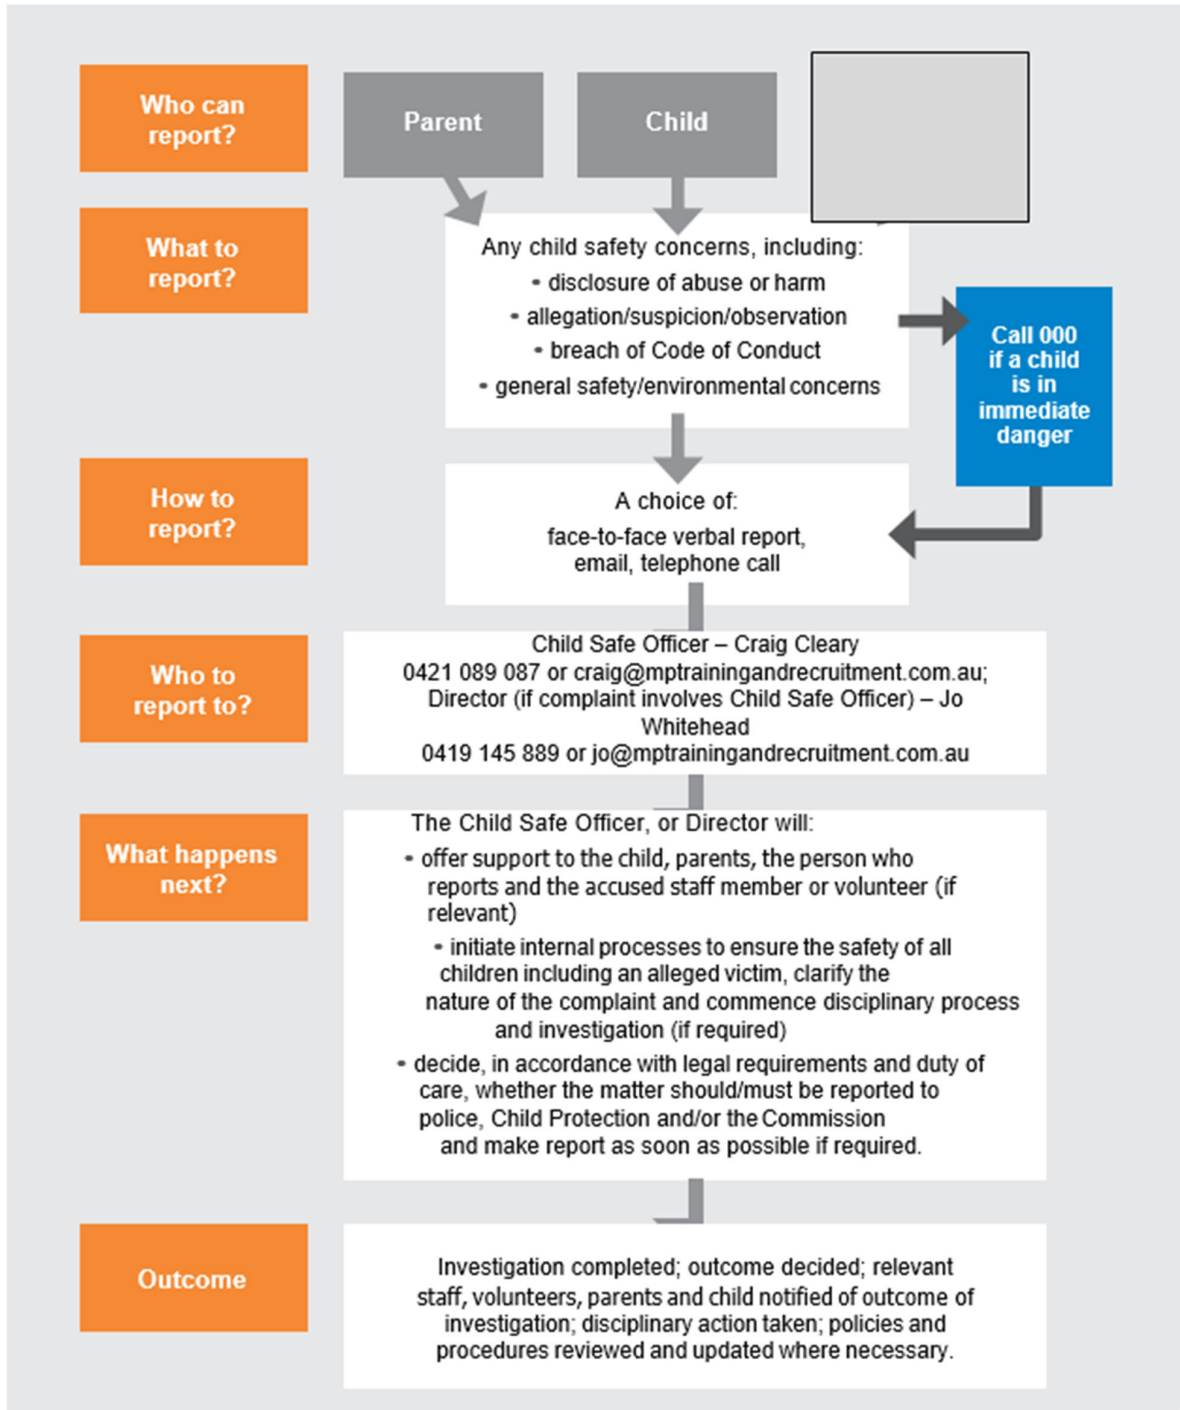 Who can
report?
Parent
Child
What to
report?
Any child safety concerns, including:
• disclosure of abuse or harm
• allegation/suspicion/observation
• breach of Code of Conduct
• general safety/environmental concerns
Call 000
if a child
is in
immediate
danger
How to
report?
A choice of:
face-to-face verbal report,
email, telephone call
Who to
report to?
Child Safe Officer – Craig Cleary
0421 089 087 or craig@mptrainingandrecruitment.com.au;
Director (if complaint involves Child Safe Officer) – Jo
Whitehead
0419 145 889 or jo@mptrainingandrecruitment.com.au
What happens
next?
The Child Safe Officer, or Director will:
• offer support to the child, parents, the person who
reports and the accused staff member or volunteer (if
relevant)
• initiate internal processes to ensure the safety of all
children including an alleged victim, clarify the
nature of the complaint and commence disciplinary process
and investigation (if required)
• decide, in accordance with legal requirements and duty of
care, whether the matter should/must be reported to
police, Child Protection and/or the Commission
and make report as soon as possible if required.
Outcome
Investigation completed; outcome decided; relevant
staff, volunteers, parents and child notified of outcome of
investigation; disciplinary action taken; policies and
procedures reviewed and updated where necessary.